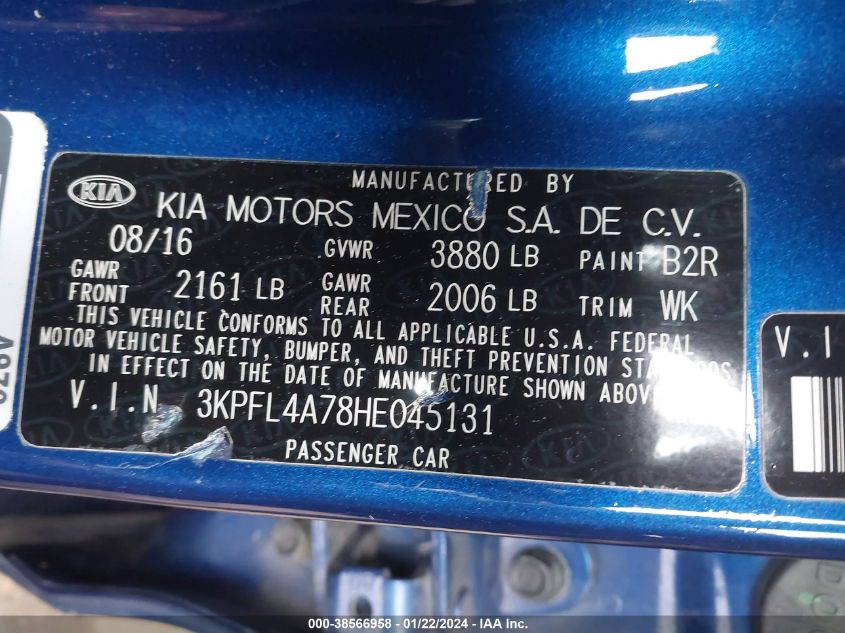 MANUFACTURED BY
KIA KIA MOTORS MEXICO S.A. DE C.V.
08/16 GVWR 3880 LB PAINT B2R
GAWR FRONT 2161 LB GAWR REAR 2006 LB TRIM WK
THIS VEHICLE CONFORMS TO ALL APPLICABLE U.S.A. FEDERAL
MOTOR VEHICLE SAFETY, BUMPER, AND THEFT PREVENTION STANDARDS
IN EFFECT ON THE DATE OF MANUFACTURE SHOWN ABOVE
V.I.N 3KPFL4A78HE045131
PASSENGER CAR
V.I
000-38566958 - 01/22/2024 - IAA Inc.